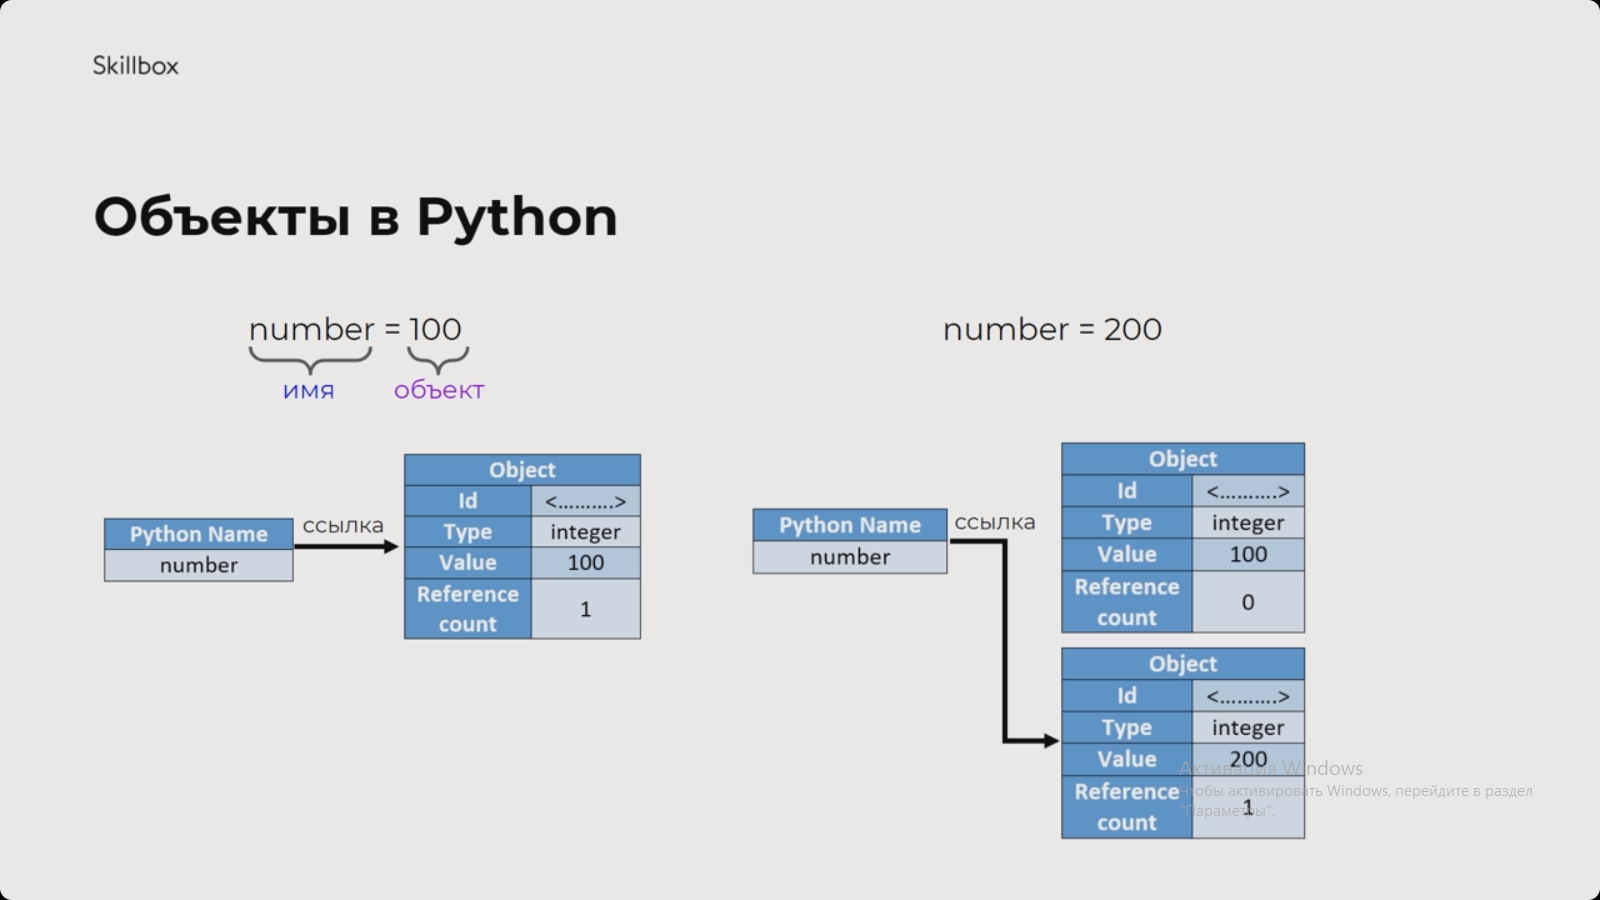 Skillbox
Объекты в Python
number = 100
имя
объект
Python Name
number
ссылка
Object
Id <..........>
Type integer
Value 100
Reference count 1
number = 200
Python Name
number
ссылка
Object
Id <..........>
Type integer
Value 100
Reference count 0
Object
Id <..........>
Type integer
Value 200
Reference count 1
Активация Windows
Чтобы активировать Windows, перейдите в раздел
"Параметры".